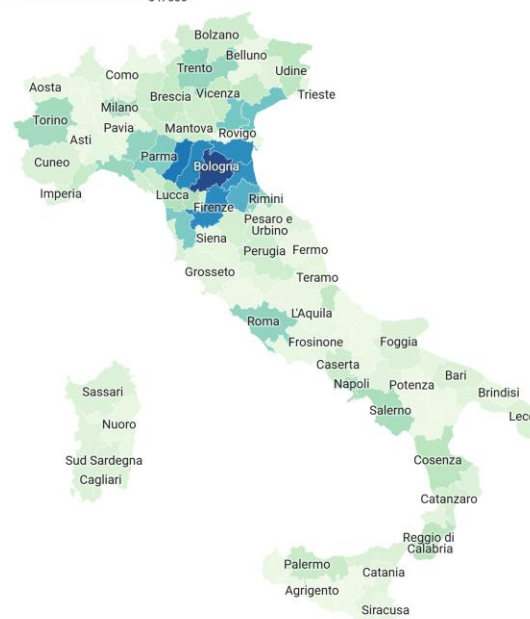 Bolzano
Belluno
Trento
Udine
Como
Aosta
Brescia
Vicenza
Trieste
Milano
Torino
Pavia
Mantova
Rovigo
Asti
Parma
Cuneo
Bologna
Imperia
Lucca
Rimini
Firenze
Pesaro e
Urbino
Siena
Perugia
Fermo
Grosseto
Teramo
L'Aquila
Roma
Frosinone
Foggia
Caserta
Bari
Napoli
Potenza
Brindisi
Sassari
Salerno
Lecc
Nuoro
Sud Sardegna
Cosenza
Cagliari
Catanzaro
Reggio di
Calabria
Palermo
Catania
Agrigento
Siracusa